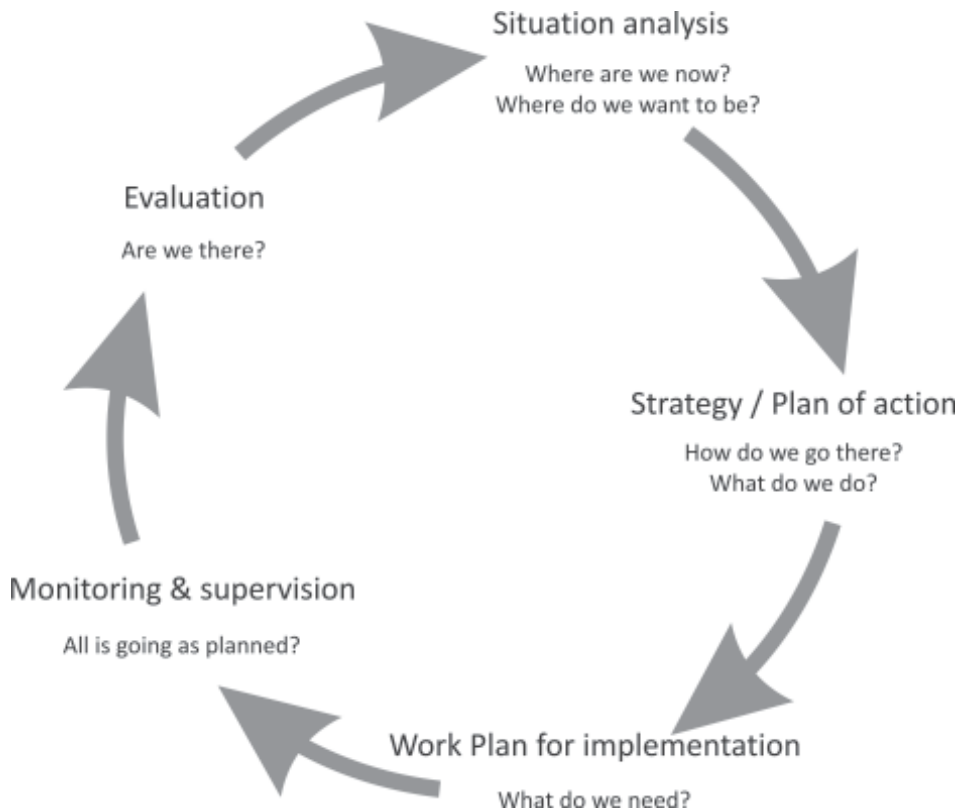 Situation analysis
Where are we now?
Where do we want to be?
Strategy / Plan of action
How do we go there?
What do we do?
Work Plan for implementation
What do we need?
Monitoring & supervision
All is going as planned?
Evaluation
Are we there?